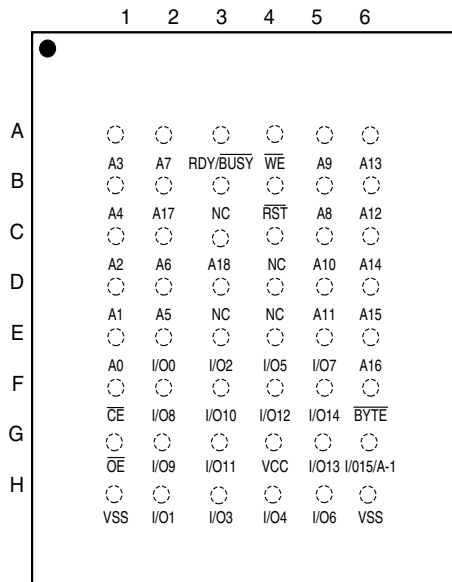 1 2 3 4 5 6
A
A3 A7 RDY/BUSY WE A9 A13
B
A4 A17 NC RST A8 A12
C
A2 A6 A18 NC A10 A14
D
A1 A5 NC NC A11 A15
E
A0 I/O0 I/O2 I/O5 I/O7 A16
F
CE I/O8 I/O10 I/O12 I/O14 BYTE
G
OE I/O9 I/O11 VCC I/O13 I/015/A-1
H
VSS I/O1 I/O3 I/O4 I/O6 VSS